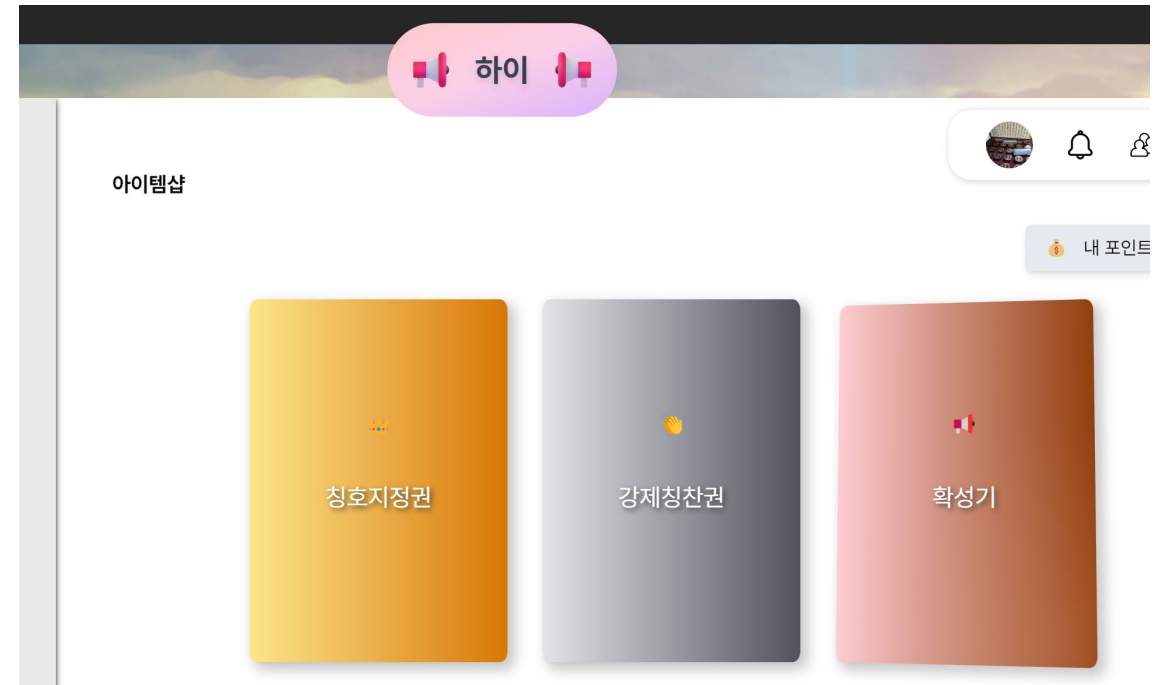 하이
아이템샵
내 포인트
칭호지정권
강제칭찬권
확성기